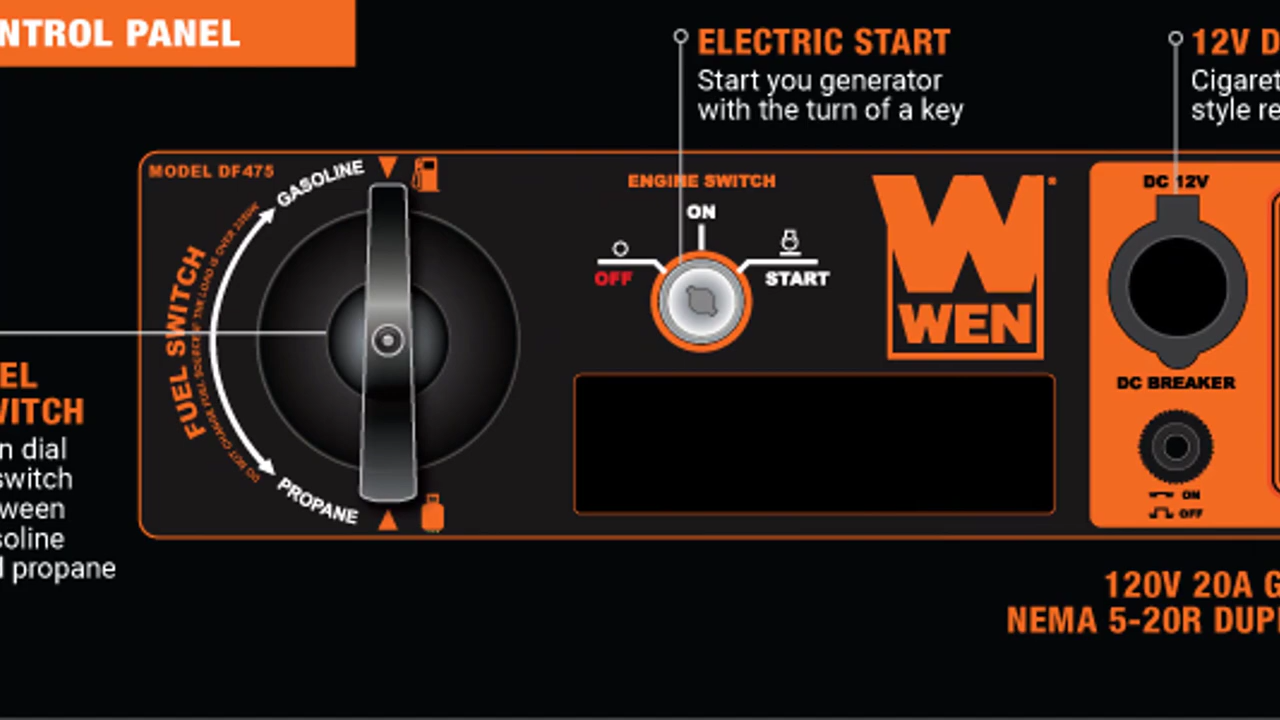 NTROL PANEL
ELECTRIC START
Start you generator
with the turn of a key
12V D
Cigaret
style re
MODEL DF475
GASOLINE
FUEL SWITCH
PROPANE
ENGINE SWITCH
ON
OFF
START
WEN
DC 12V
DC BREAKER
ON
OFF
EL
WITCH
n dial
switch
ween
soline
l propane
120V 20A G
NEMA 5-20R DUPL